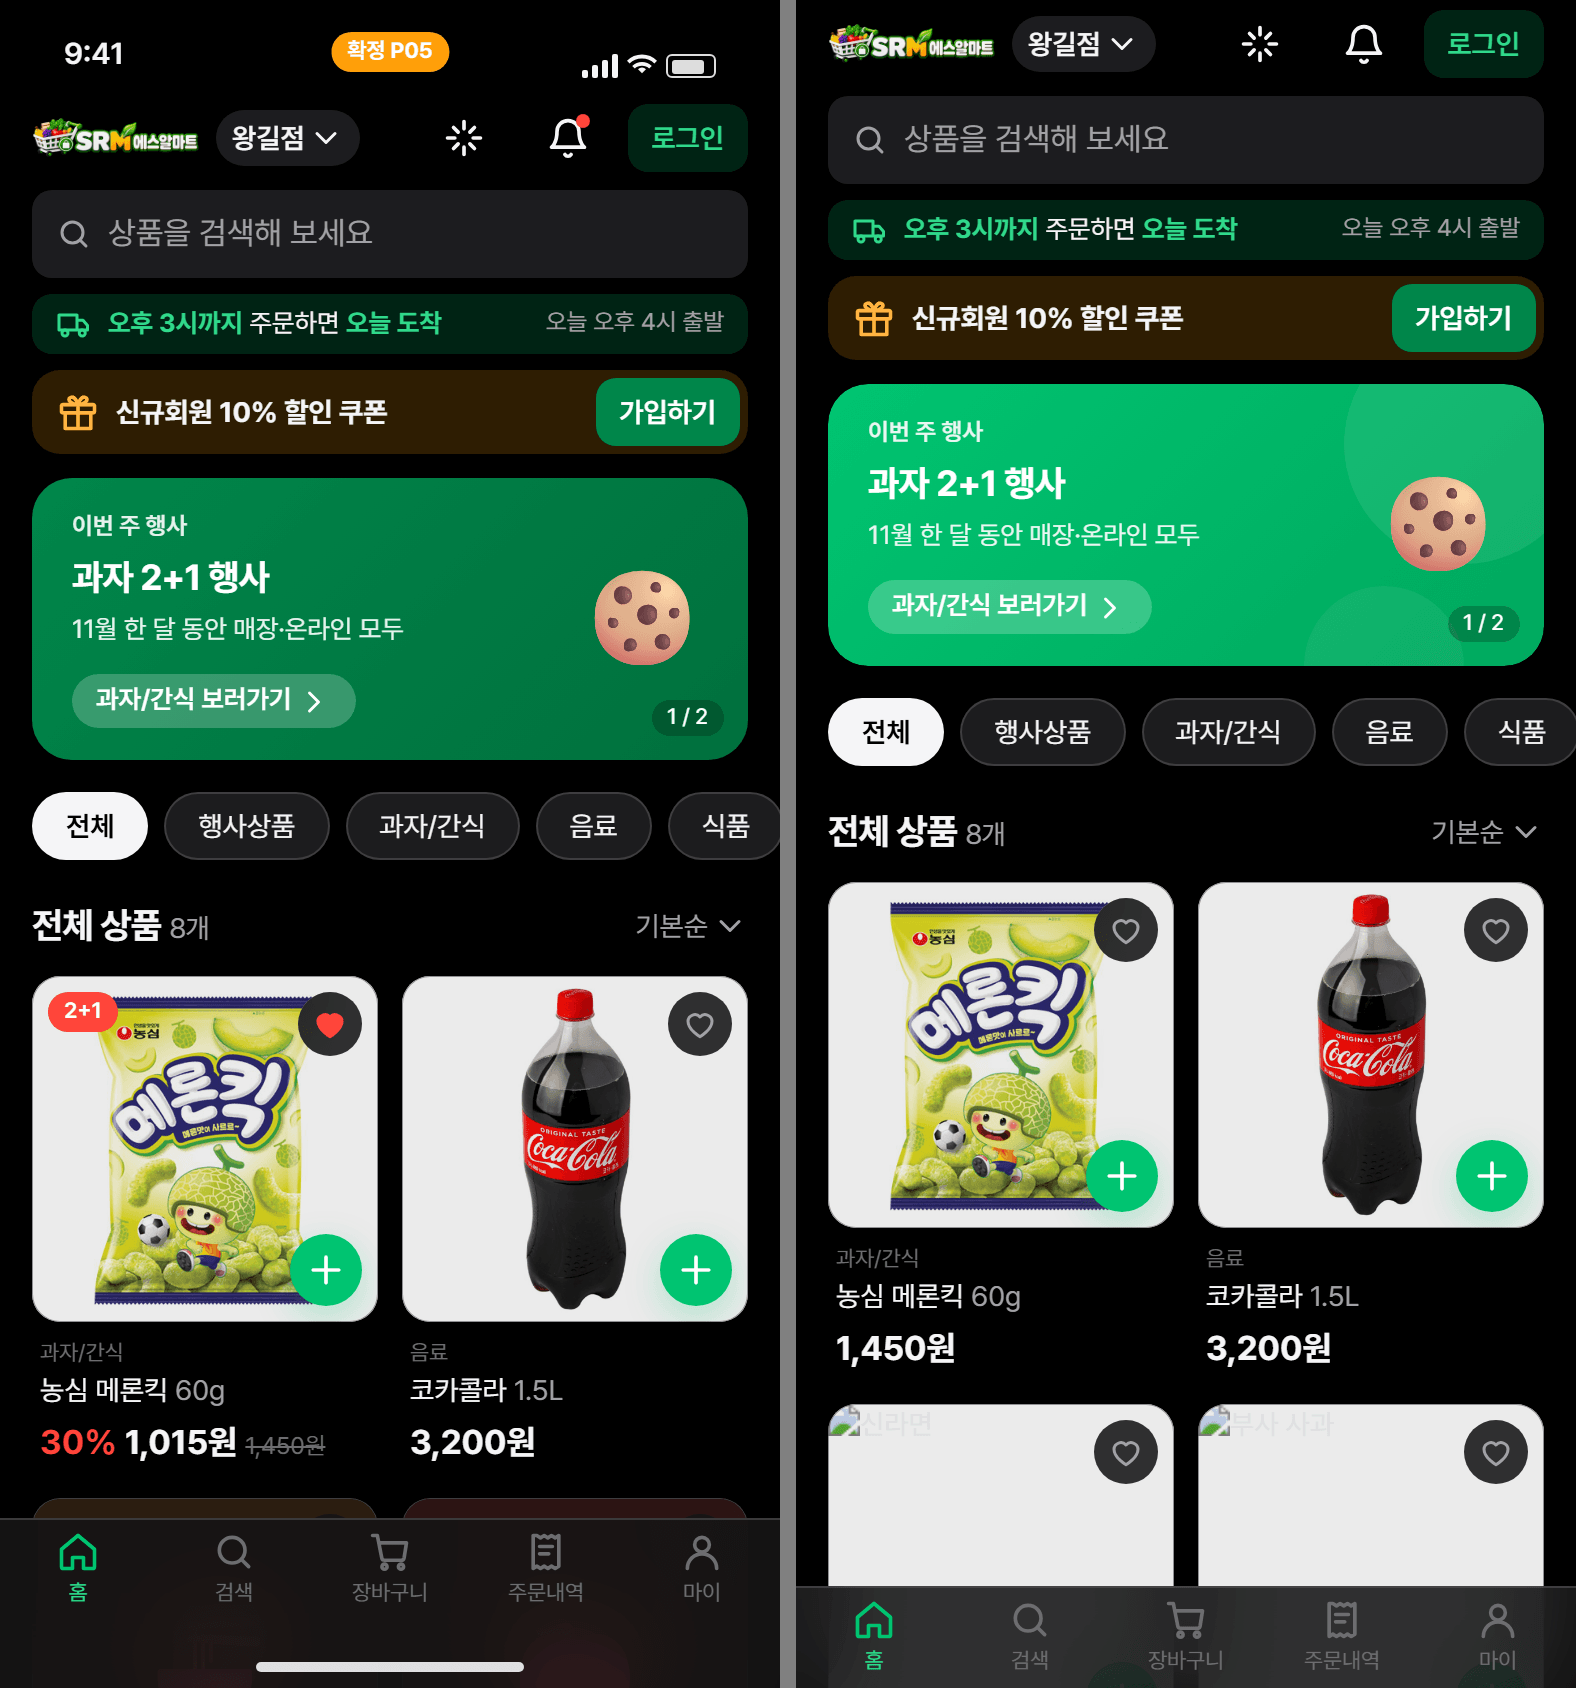 9:41
확정 P05
SRM 에스알마트
왕길점
로그인
상품을 검색해 보세요
오후 3시까지 주문하면 오늘 도착
오늘 오후 4시 출발
신규회원 10% 할인 쿠폰
가입하기
이번 주 행사
과자 2+1 행사
11월 한 달 동안 매장·온라인 모두
과자/간식 보러가기
1 / 2
전체
행사상품
과자/간식
음료
식품
전체 상품 8개
기본순
2+1
농심
메론킥
메론맛이 사르르~
ORIGINAL TASTE
Coca-Cola
과자/간식
농심 메론킥 60g
30% 1,015원 1,450원
음료
코카콜라 1.5L
3,200원
홈
검색
장바구니
주문내역
마이
SRM 에스알마트
왕길점
로그인
상품을 검색해 보세요
오후 3시까지 주문하면 오늘 도착
오늘 오후 4시 출발
신규회원 10% 할인 쿠폰
가입하기
이번 주 행사
과자 2+1 행사
11월 한 달 동안 매장·온라인 모두
과자/간식 보러가기
1 / 2
전체
행사상품
과자/간식
음료
식품
전체 상품 8개
기본순
농심
메론킥
메론맛이 사르르~
ORIGINAL TASTE
Coca-Cola
과자/간식
농심 메론킥 60g
1,450원
음료
코카콜라 1.5L
3,200원
신라면
부사 사과
홈
검색
장바구니
주문내역
마이